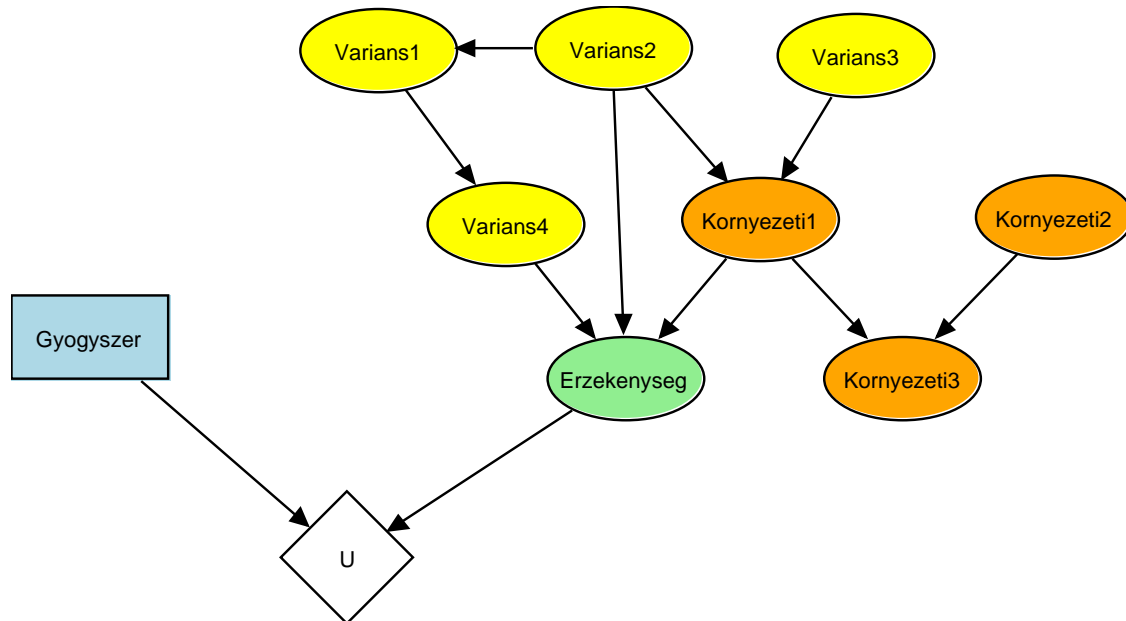 Varians1
Varians2
Varians3
Varians4
Kornyezeti1
Kornyezeti2
Gyogyszer
Erzekenyseg
Kornyezeti3
U